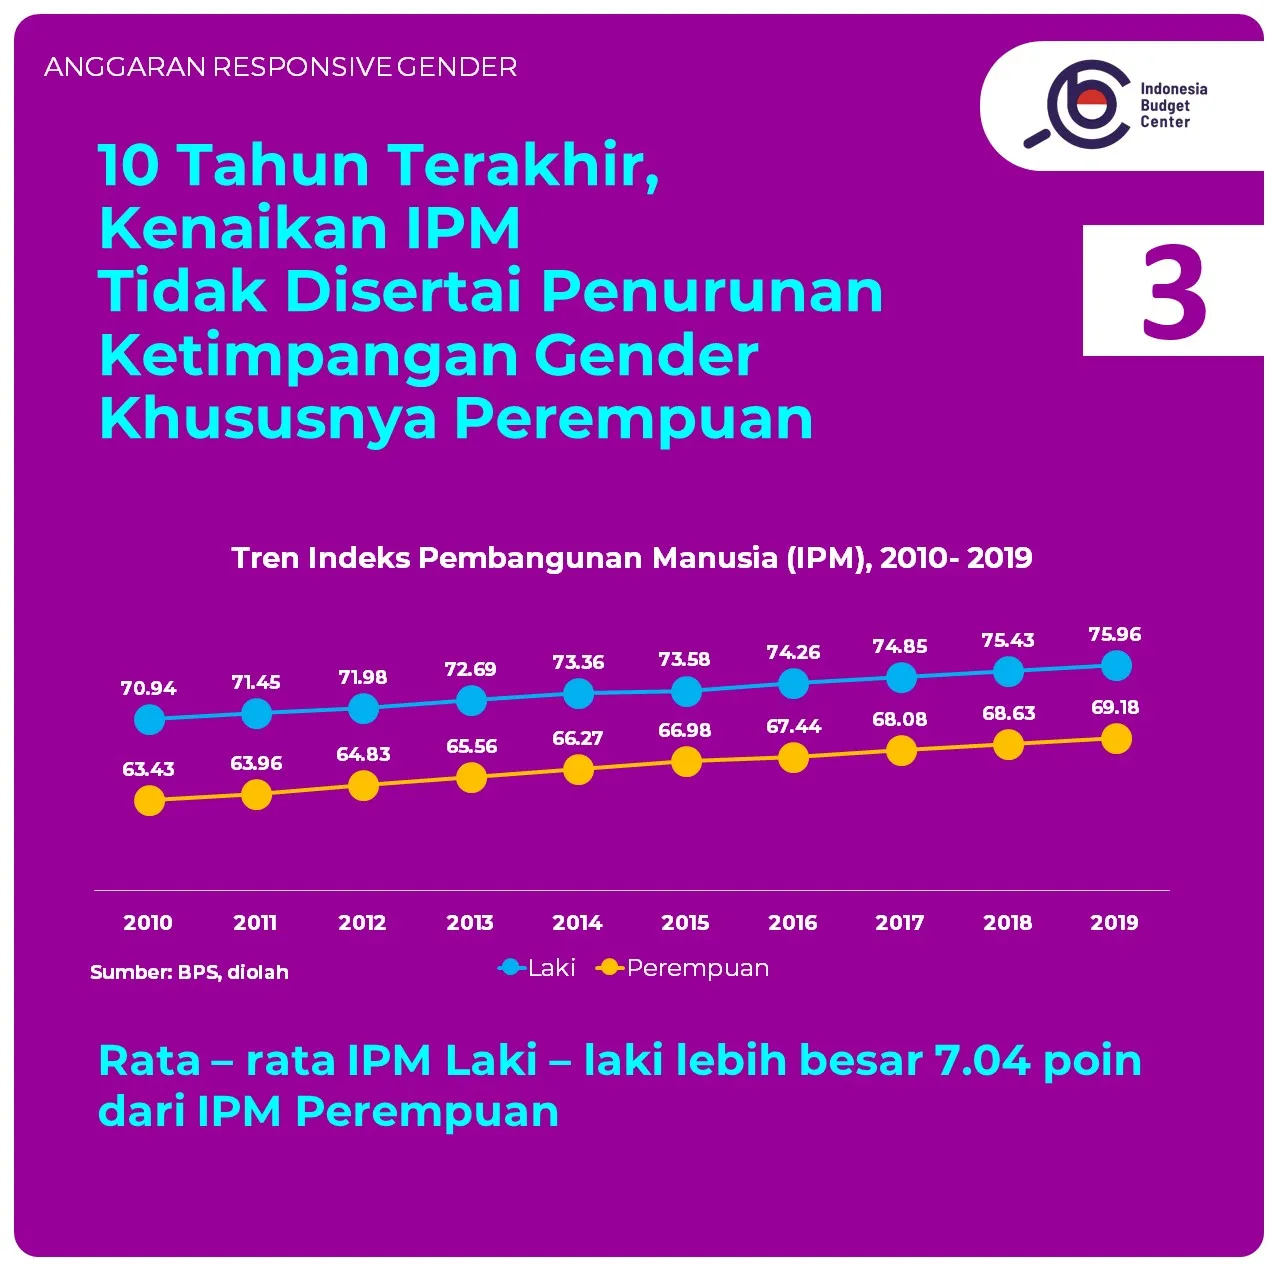 ANGGARAN RESPONSIVE GENDER
Indonesia
Budget
Center
10 Tahun Terakhir,
Kenaikan IPM
Tidak Disertai Penurunan
Ketimpangan Gender
Khususnya Perempuan
3
Tren Indeks Pembangunan Manusia (IPM), 2010- 2019
70.94 71.45 71.98 72.69 73.36 73.58 74.26 74.85 75.43 75.96
63.43 63.96 64.83 65.56 66.27 66.98 67.44 68.08 68.63 69.18
2010 2011 2012 2013 2014 2015 2016 2017 2018 2019
Sumber: BPS, diolah
Laki Perempuan
Rata – rata IPM Laki – laki lebih besar 7.04 poin
dari IPM Perempuan